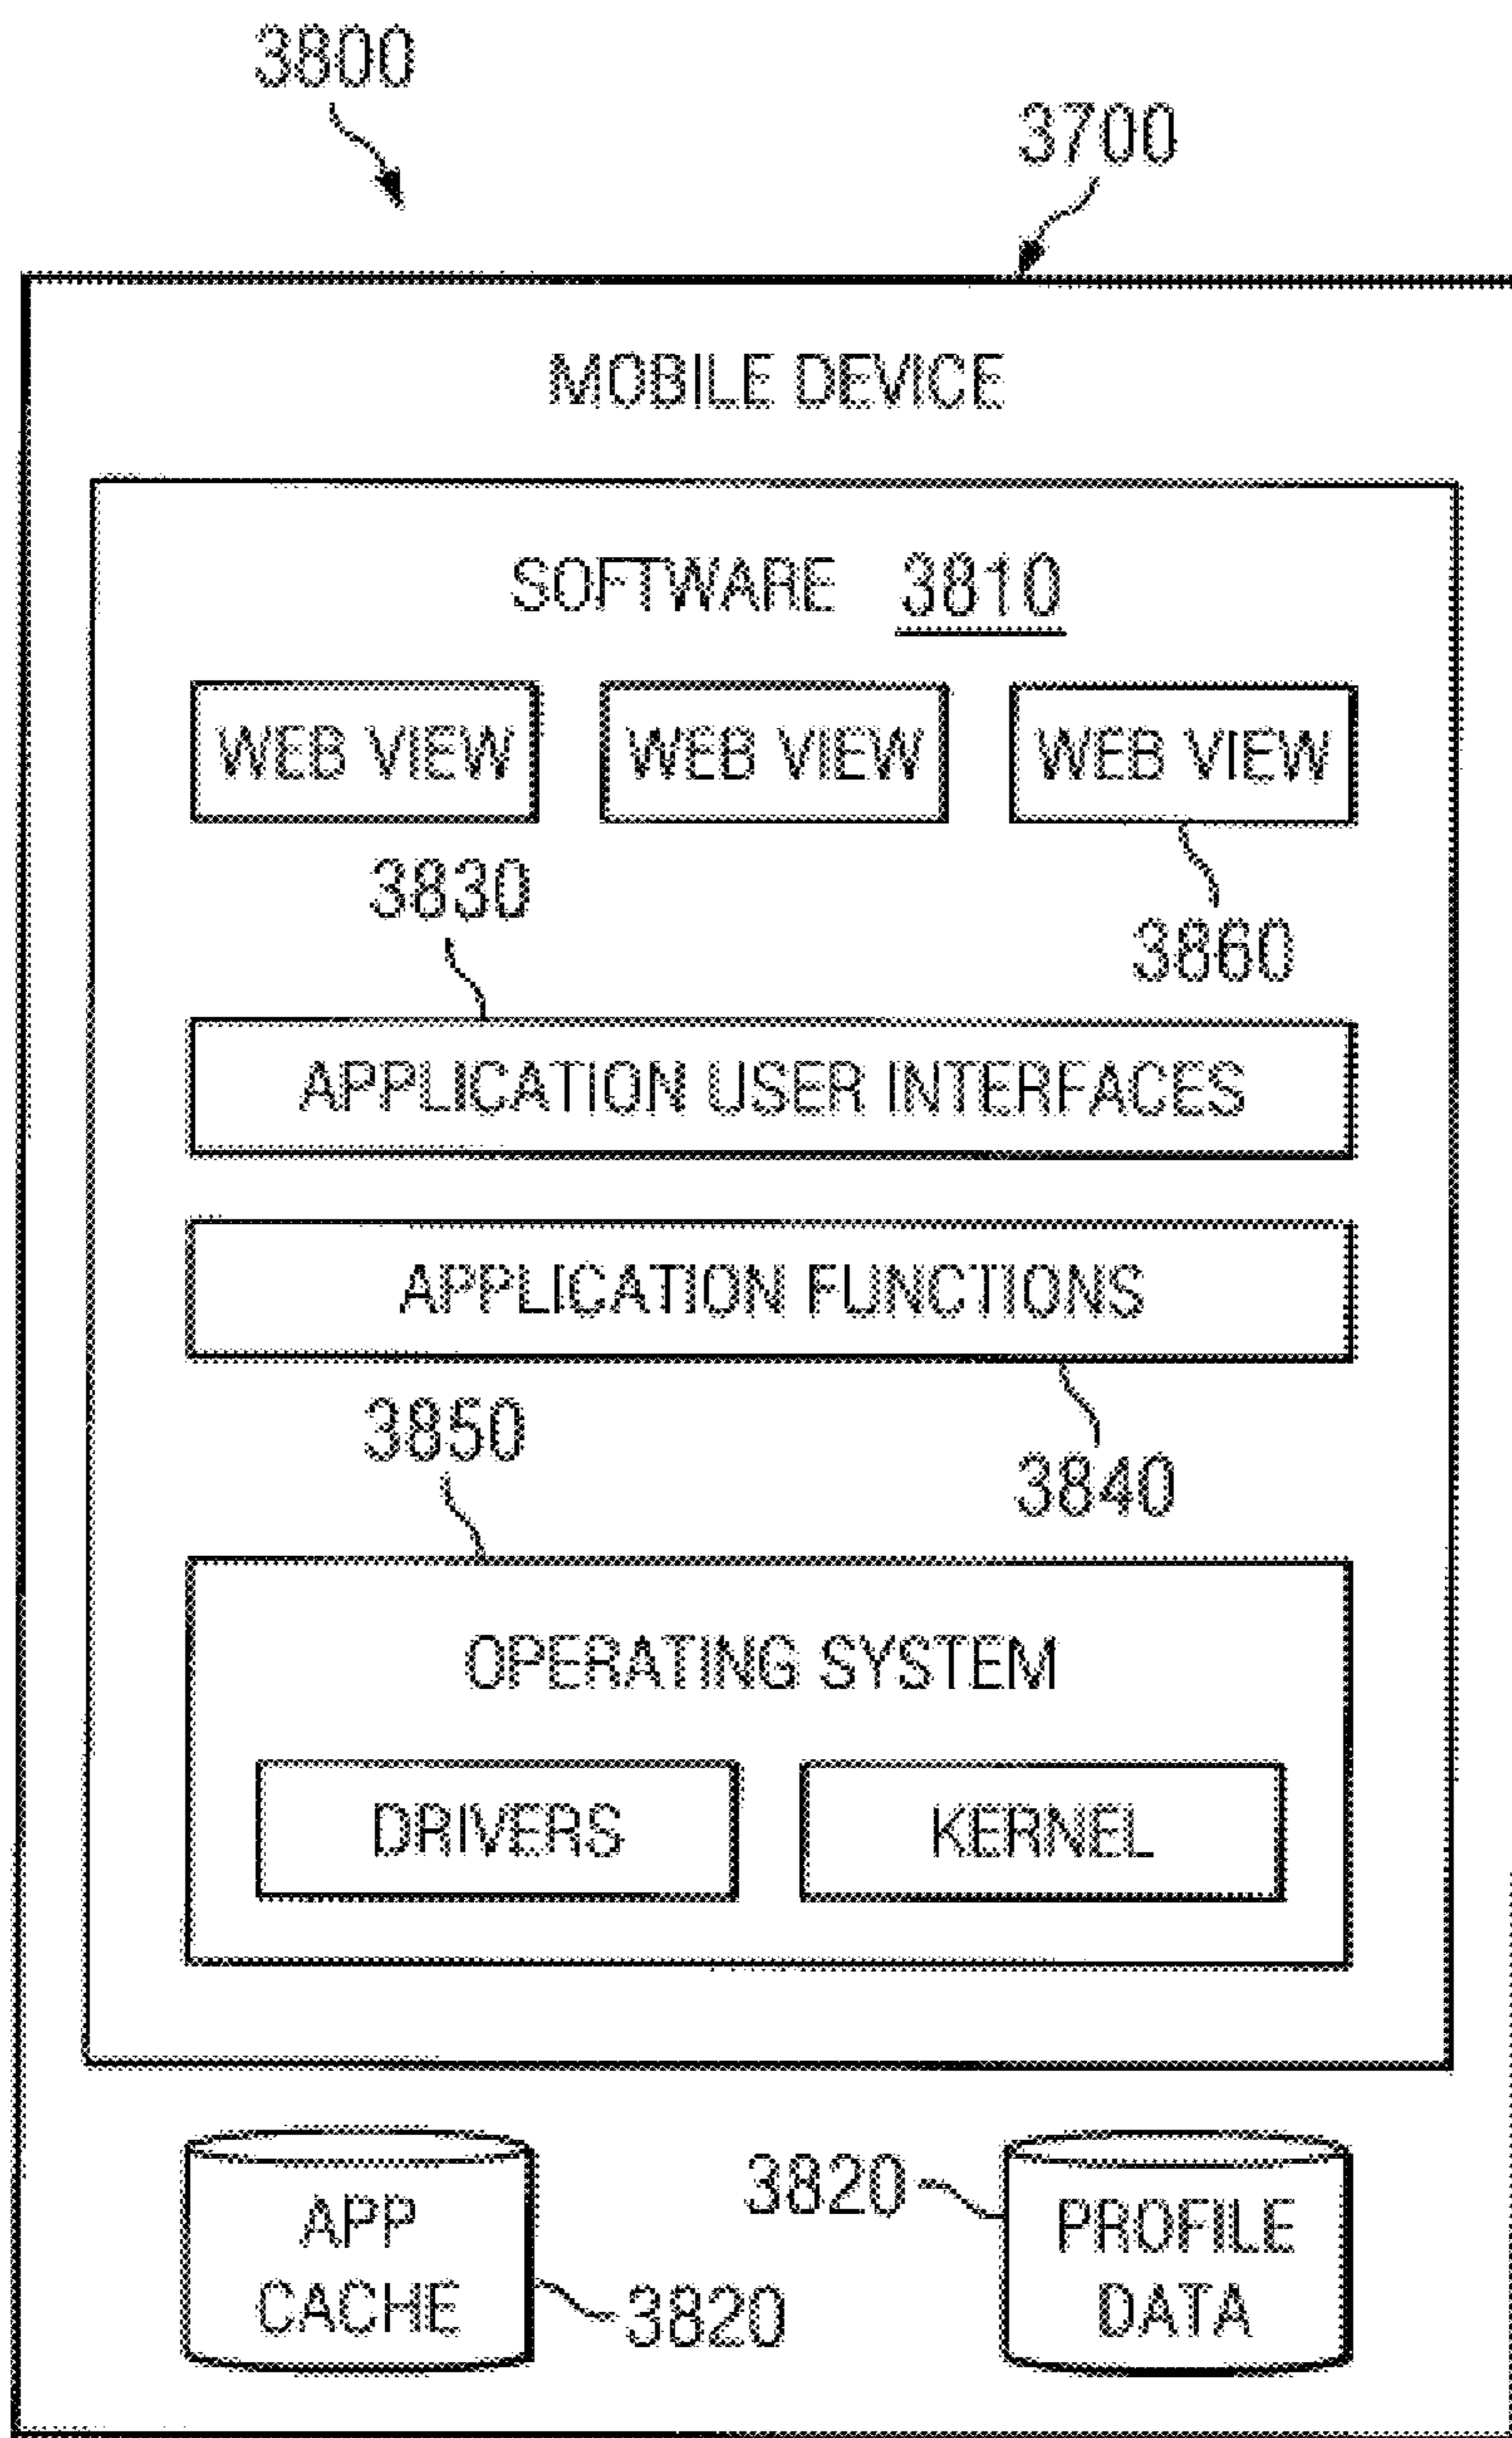 3800
3700
MOBILE DEVICE
SOFTWARE 3810
WEB VIEW WEB VIEW WEB VIEW
3830
3860
APPLICATION USER INTERFACES
APPLICATION FUNCTIONS
3850
3840
OPERATING SYSTEM
DRIVERS KERNEL
APP
CACHE
3820
3820
PROFILE
DATA